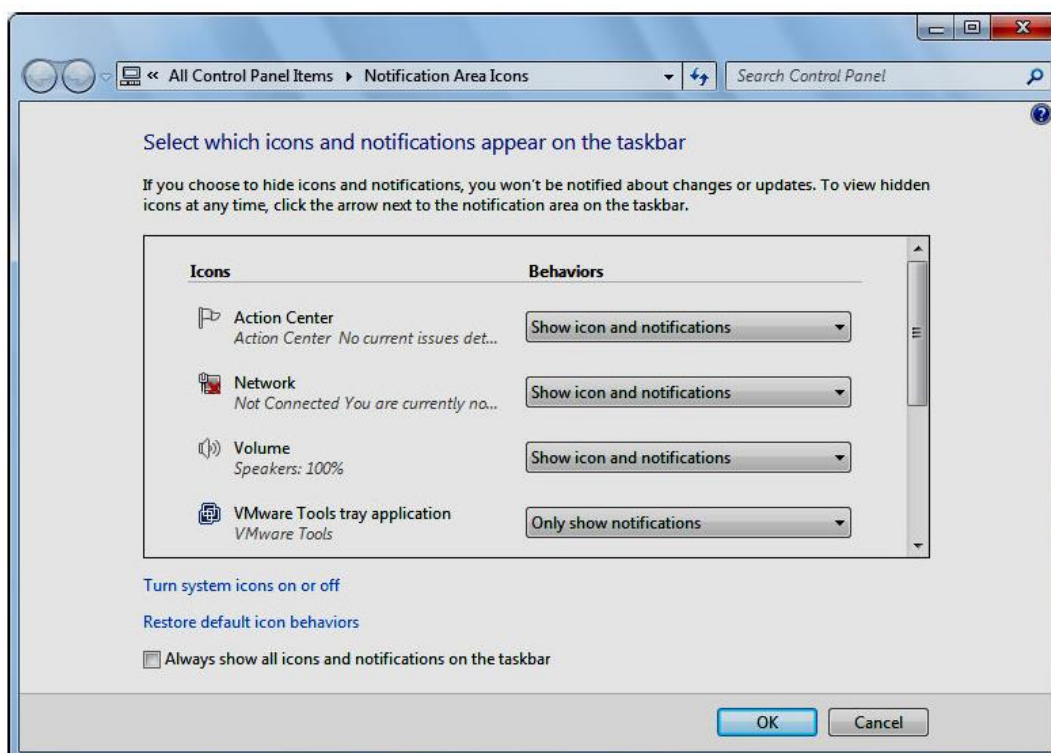 « All Control Panel Items ▸ Notification Area Icons
Search Control Panel
Select which icons and notifications appear on the taskbar
If you choose to hide icons and notifications, you won't be notified about changes or updates. To view hidden
icons at any time, click the arrow next to the notification area on the taskbar.
Icons Behaviors
Action Center
Action Center No current issues det...
Show icon and notifications
Network
Not Connected You are currently no...
Show icon and notifications
Volume
Speakers: 100%
Show icon and notifications
VMware Tools tray application
VMware Tools
Only show notifications
Turn system icons on or off
Restore default icon behaviors
Always show all icons and notifications on the taskbar
OK Cancel